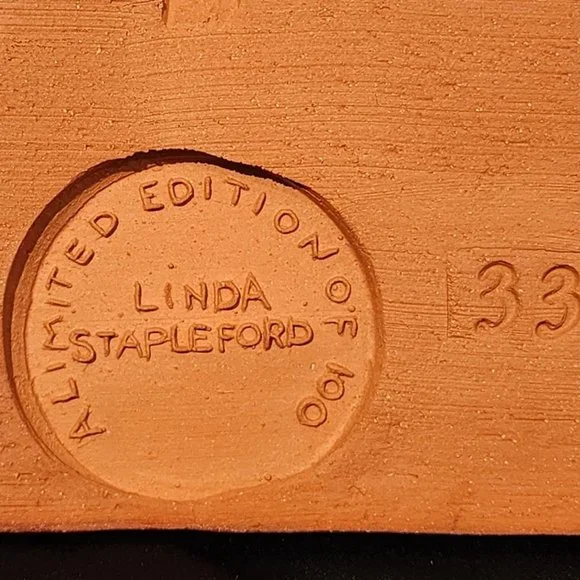 A LIMITED EDITION OF 100
LINDA
STAPLEFORD
33